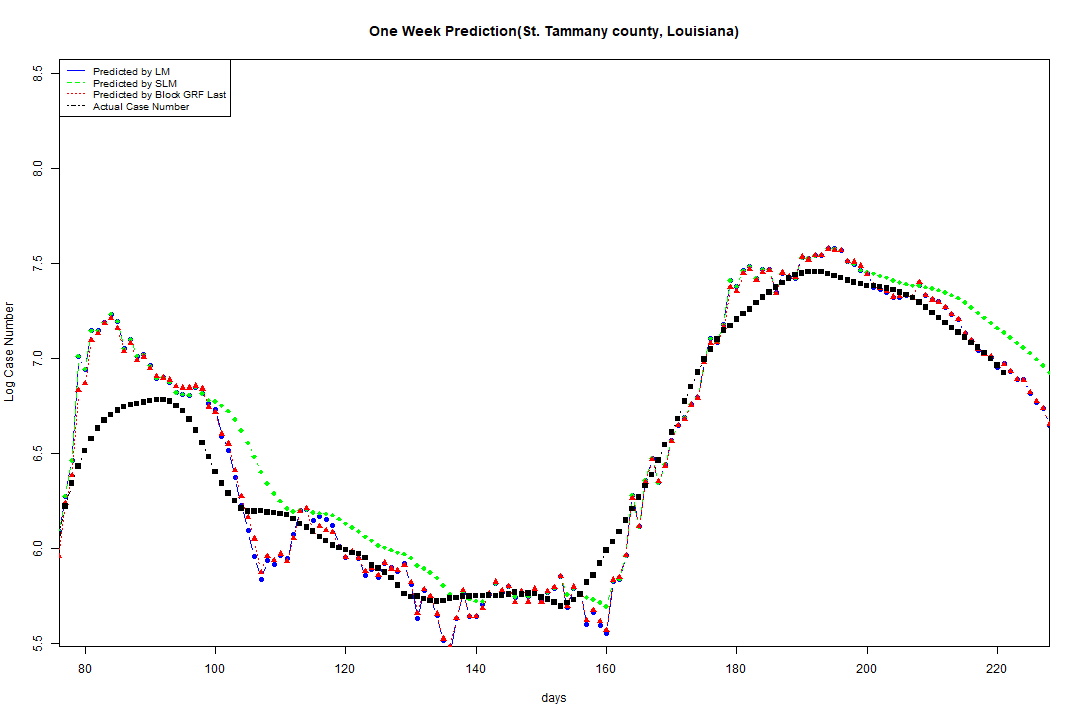 One Week Prediction(St. Tammany county, Louisiana)
Predicted by LM
Predicted by SLM
Predicted by Block GRF Last
Actual Case Number
8.5
8.0
7.5
7.0
6.5
6.0
5.5
Log Case Number
80 100 120 140 160 180 200 220
days